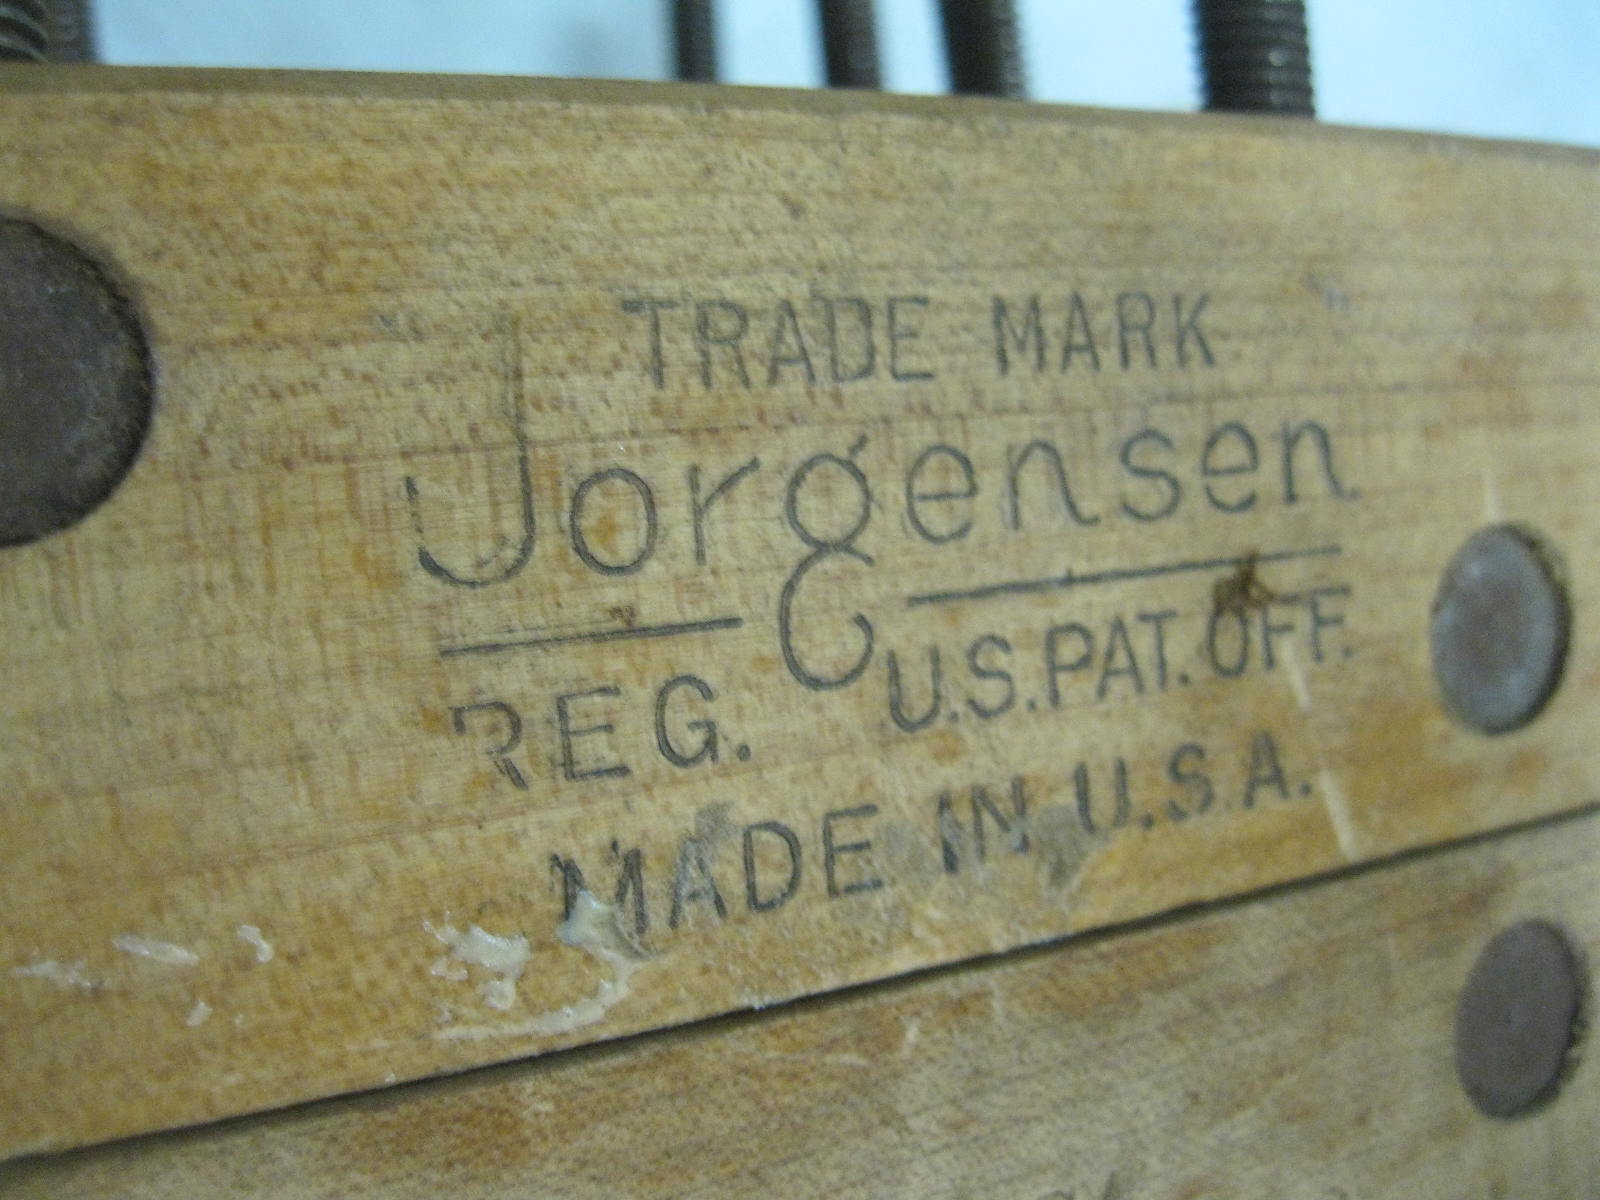 TRADE MARK
"Jorgensen"
REG. U.S. PAT. OFF.
MADE IN U.S.A.